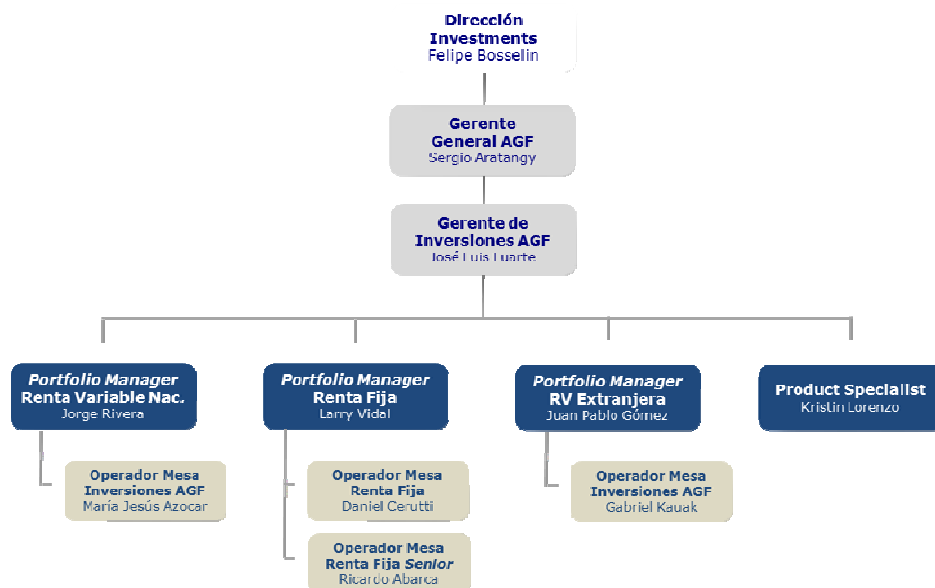 Dirección
Investments
Felipe Bosselin
Gerente
General AGF
Sergio Aratangy
Gerente de
Inversiones AGF
José Luis Luarte
Portfolio Manager
Renta Variable Nac.
Jorge Rivera
Portfolio Manager
Renta Fija
Larry Vidal
Portfolio Manager
RV Extranjera
Juan Pablo Gómez
Product Specialist
Kristin Lorenzo
Operador Mesa
Inversiones AGF
María Jesús Azocar
Operador Mesa
Renta Fija
Daniel Cerutti
Operador Mesa
Inversiones AGF
Gabriel Kauak
Operador Mesa
Renta Fija Senior
Ricardo Abarca